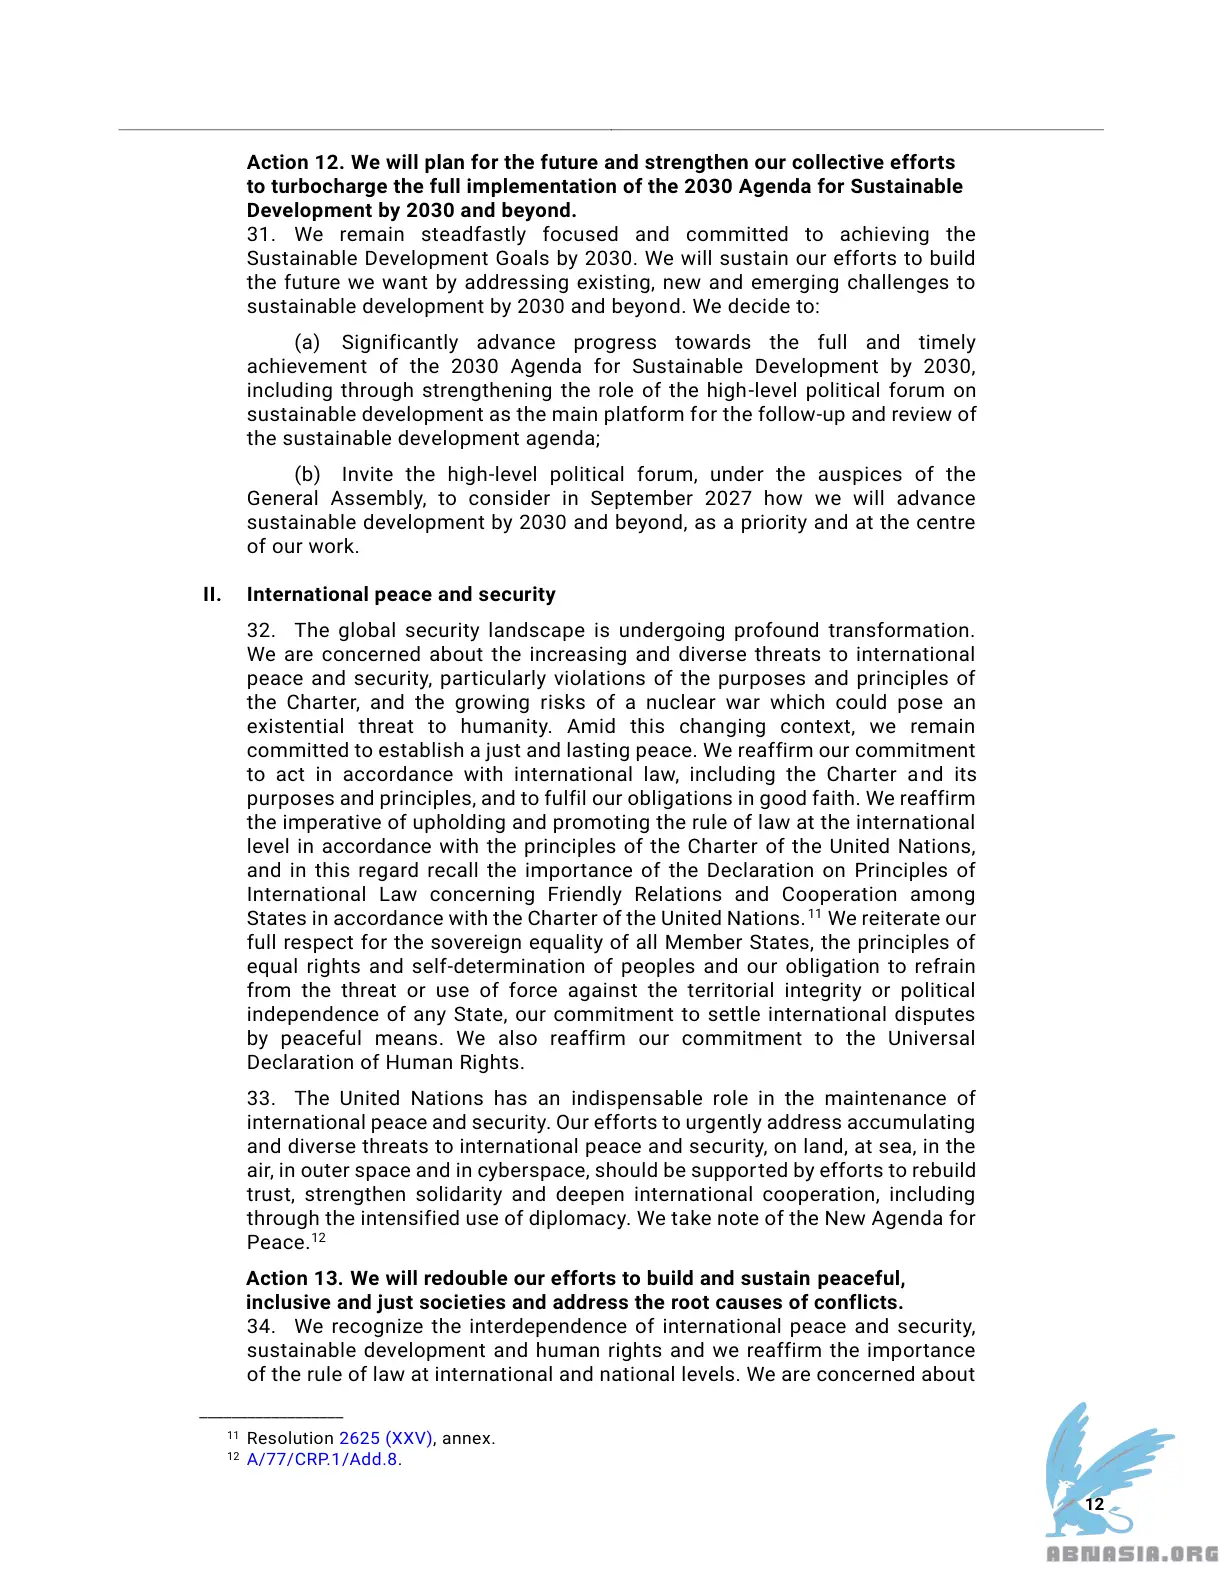 Action 12. We will plan for the future and strengthen our collective efforts
to turbocharge the full implementation of the 2030 Agenda for Sustainable
Development by 2030 and beyond.
31. We remain steadfastly focused and committed to achieving the
Sustainable Development Goals by 2030. We will sustain our efforts to build
the future we want by addressing existing, new and emerging challenges to
sustainable development by 2030 and beyond. We decide to:
(a) Significantly advance progress towards the full and timely
achievement of the 2030 Agenda for Sustainable Development by 2030,
including through strengthening the role of the high-level political forum on
sustainable development as the main platform for the follow-up and review of
the sustainable development agenda;
(b) Invite the high-level political forum, under the auspices of the
General Assembly, to consider in September 2027 how we will advance
sustainable development by 2030 and beyond, as a priority and at the centre
of our work.
II. International peace and security
32. The global security landscape is undergoing profound transformation.
We are concerned about the increasing and diverse threats to international
peace and security, particularly violations of the purposes and principles of
the Charter, and the growing risks of a nuclear war which could pose an
existential threat to humanity. Amid this changing context, we remain
committed to establish a just and lasting peace. We reaffirm our commitment
to act in accordance with international law, including the Charter and its
purposes and principles, and to fulfil our obligations in good faith. We reaffirm
the imperative of upholding and promoting the rule of law at the international
level in accordance with the principles of the Charter of the United Nations,
and in this regard recall the importance of the Declaration on Principles of
International Law concerning Friendly Relations and Cooperation among
States in accordance with the Charter of the United Nations.11 We reiterate our
full respect for the sovereign equality of all Member States, the principles of
equal rights and self-determination of peoples and our obligation to refrain
from the threat or use of force against the territorial integrity or political
independence of any State, our commitment to settle international disputes
by peaceful means. We also reaffirm our commitment to the Universal
Declaration of Human Rights.
33. The United Nations has an indispensable role in the maintenance of
international peace and security. Our efforts to urgently address accumulating
and diverse threats to international peace and security, on land, at sea, in the
air, in outer space and in cyberspace, should be supported by efforts to rebuild
trust, strengthen solidarity and deepen international cooperation, including
through the intensified use of diplomacy. We take note of the New Agenda for
Peace.12
Action 13. We will redouble our efforts to build and sustain peaceful,
inclusive and just societies and address the root causes of conflicts.
34. We recognize the interdependence of international peace and security,
sustainable development and human rights and we reaffirm the importance
of the rule of law at international and national levels. We are concerned about
11 Resolution 2625 (XXV), annex.
12 A/77/CRP.1/Add.8.
12
ABNASIA.ORG